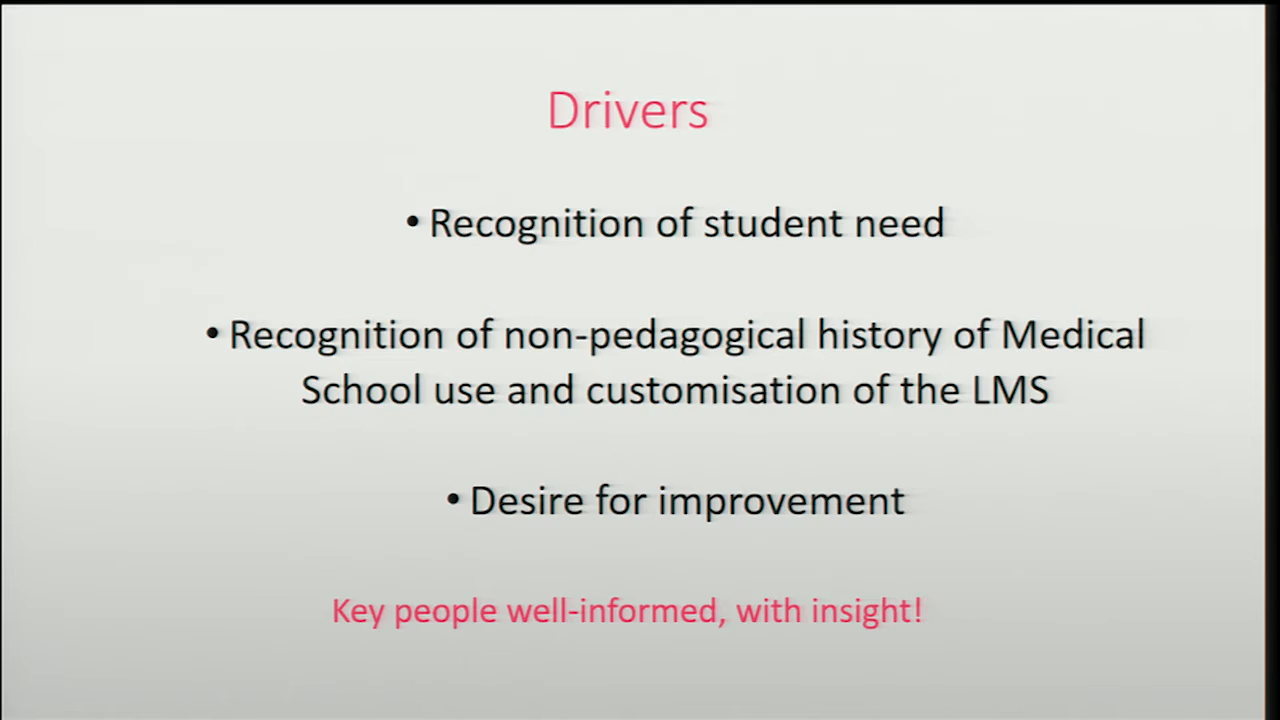 Drivers
• Recognition of student need
• Recognition of non-pedagogical history of Medical
School use and customisation of the LMS
• Desire for improvement
Key people well-informed, with insight!